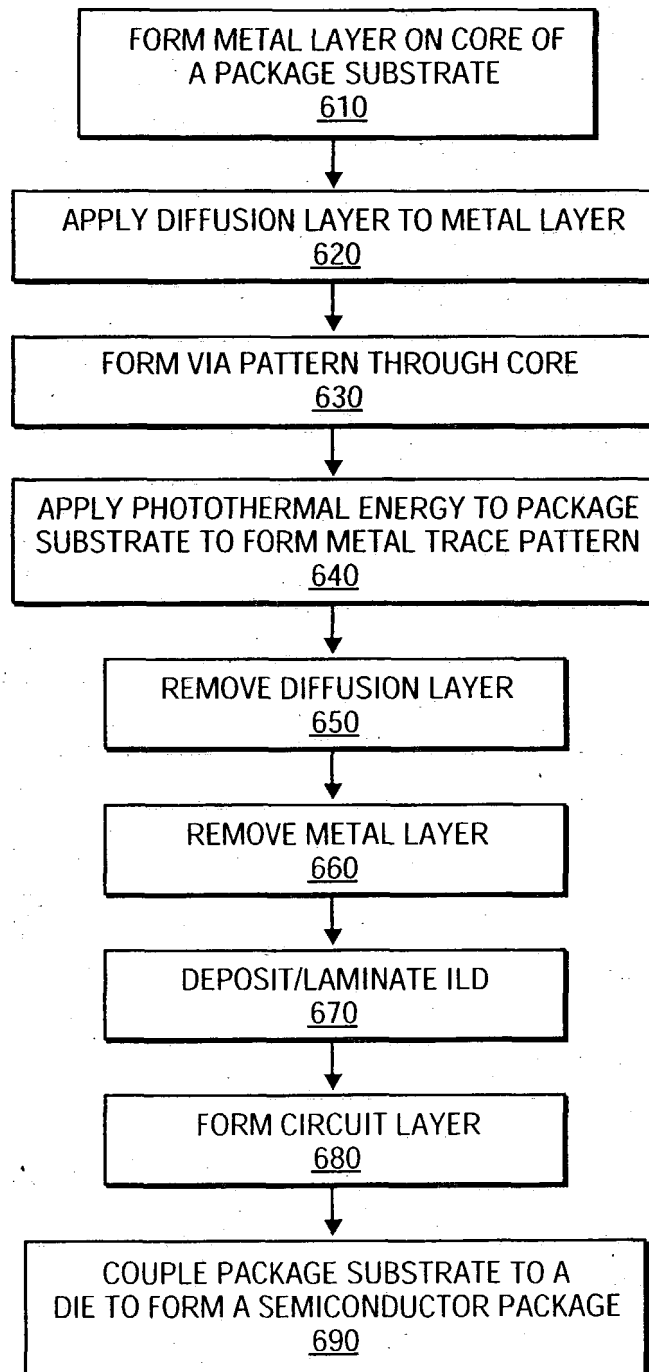 FORM METAL LAYER ON CORE OF
A PACKAGE SUBSTRATE
610
APPLY DIFFUSION LAYER TO METAL LAYER
620
FORM VIA PATTERN THROUGH CORE
630
APPLY PHOTOTHERMAL ENERGY TO PACKAGE
SUBSTRATE TO FORM METAL TRACE PATTERN
640
REMOVE DIFFUSION LAYER
650
REMOVE METAL LAYER
660
DEPOSIT/LAMINATE ILD
670
FORM CIRCUIT LAYER
680
COUPLE PACKAGE SUBSTRATE TO A
DIE TO FORM A SEMICONDUCTOR PACKAGE
690